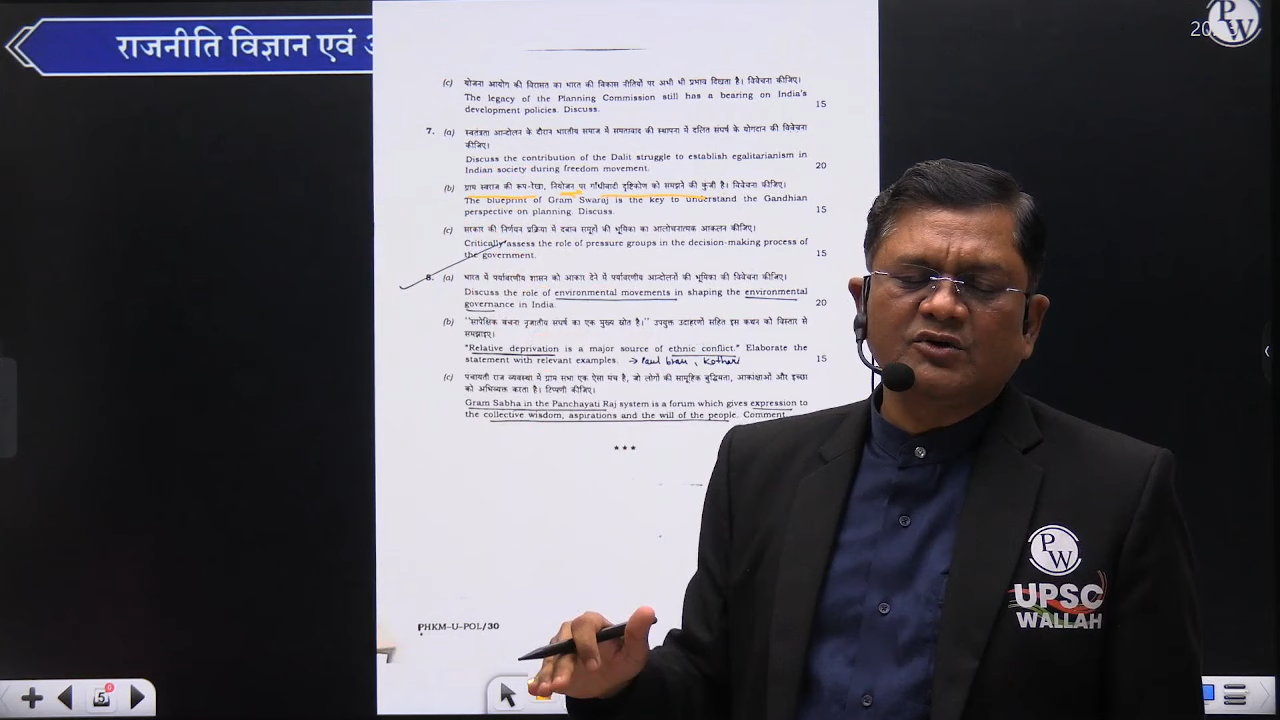 राजनीति विज्ञान एवं
20
PW
(c) योजना आयोग की विरासत का भारत की विकास नीतियों पर अभी भी प्रभाव दिखता है। विवेचना कीजिए।
The legacy of the Planning Commission still has a bearing on India's
development policies. Discuss. 15
7. (a) स्वतंत्रता आन्दोलन के दौरान भारतीय समाज में समतावाद की स्थापना में दलित संघर्ष के योगदान की विवेचना
कीजिए।
Discuss the contribution of the Dalit struggle to establish egalitarianism in
Indian society during freedom movement. 20
(b) ग्राम स्वराज की रूप-रेखा, नियोजन पर गाँधीवादी दृष्टिकोण को समझने की कुंजी है। विवेचना कीजिए।
The blueprint of Gram Swaraj is the key to understand the Gandhian
perspective on planning. Discuss. 15
(c) सरकार की निर्णयन प्रक्रिया में दबाव समूहों की भूमिका का आलोचनात्मक आकलन कीजिए।
Critically assess the role of pressure groups in the decision-making process of
the government. 15
8. (a) भारत में पर्यावरणीय शासन को आकार देने में पर्यावरणीय आन्दोलनों की भूमिका की विवेचना कीजिए।
Discuss the role of environmental movements in shaping the environmental
governance in India. 20
(b) "सापेक्षिक वंचना नृजातीय संघर्ष का एक मुख्य स्रोत है।" उपयुक्त उदाहरणों सहित इस कथन को विस्तार से
समझाइए।
"Relative deprivation is a major source of ethnic conflict." Elaborate the
statement with relevant examples. → Paul brass, Kothari 15
(c) पंचायती राज व्यवस्था में ग्राम सभा एक ऐसा मंच है, जो लोगों की सामूहिक बुद्धिमता, आकांक्षाओं और इच्छा
को अभिव्यक्त करता है। टिप्पणी कीजिए।
Gram Sabha in the Panchayati Raj system is a forum which gives expression to
the collective wisdom, aspirations and the will of the people. Comment.
***
PHKM-U-POL/30
PW
UPSC
WALLAH
5